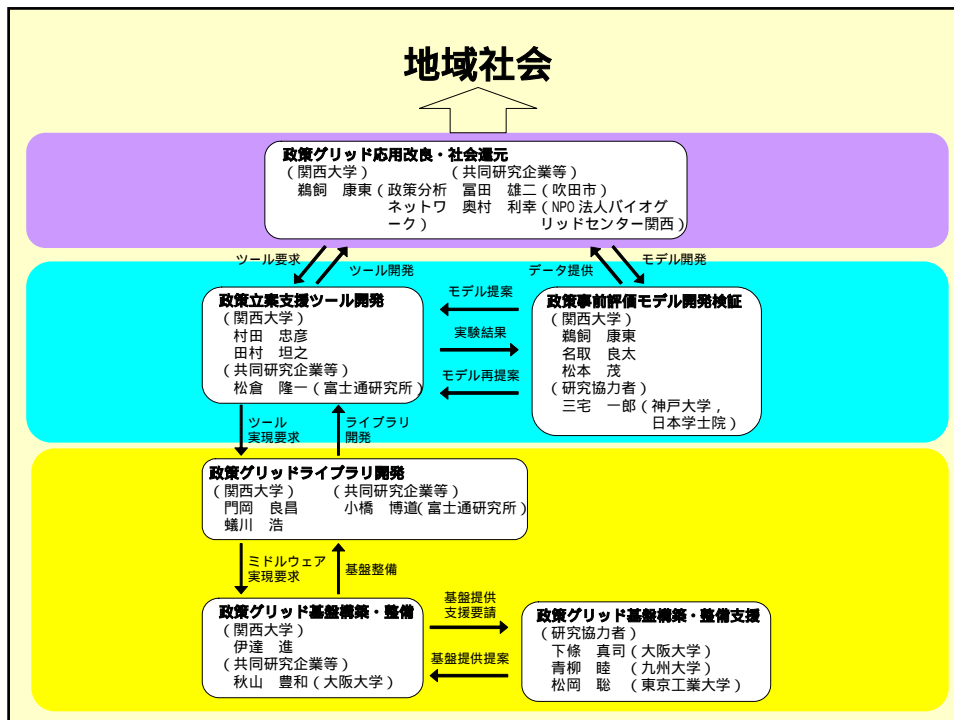 地域社会
政策グリッド応用改良・社会還元
(関西大学) (共同研究企業等)
鵜飼 康東(政策分析 冨田 雄二(吹田市)
ネットワ 奥村 利幸(NPO法人バイオグ
ーク) リッドセンター関西)
ツール要求
ツール開発
データ提供
モデル開発
政策立案支援ツール開発
(関西大学)
村田 忠彦
田村 坦之
(共同研究企業等)
松倉 隆一(富士通研究所)
モデル提案
実験結果
モデル再提案
政策事前評価モデル開発検証
(関西大学)
鵜飼 康東
名取 良太
松本 茂
(研究協力者)
三宅 一郎(神戸大学,
日本学士院)
ツール
実現要求
ライブラリ
開発
政策グリッドライブラリ開発
(関西大学) (共同研究企業等)
門岡 良昌 小橋 博道(富士通研究所)
蟻川 浩
ミドルウェア
実現要求
基盤整備
政策グリッド基盤構築・整備
(関西大学)
伊達 進
(共同研究企業等)
秋山 豊和(大阪大学)
基盤提供
支援要請
基盤提供提案
政策グリッド基盤構築・整備支援
(研究協力者)
下條 真司(大阪大学)
青柳 睦 (九州大学)
松岡 聡 (東京工業大学)